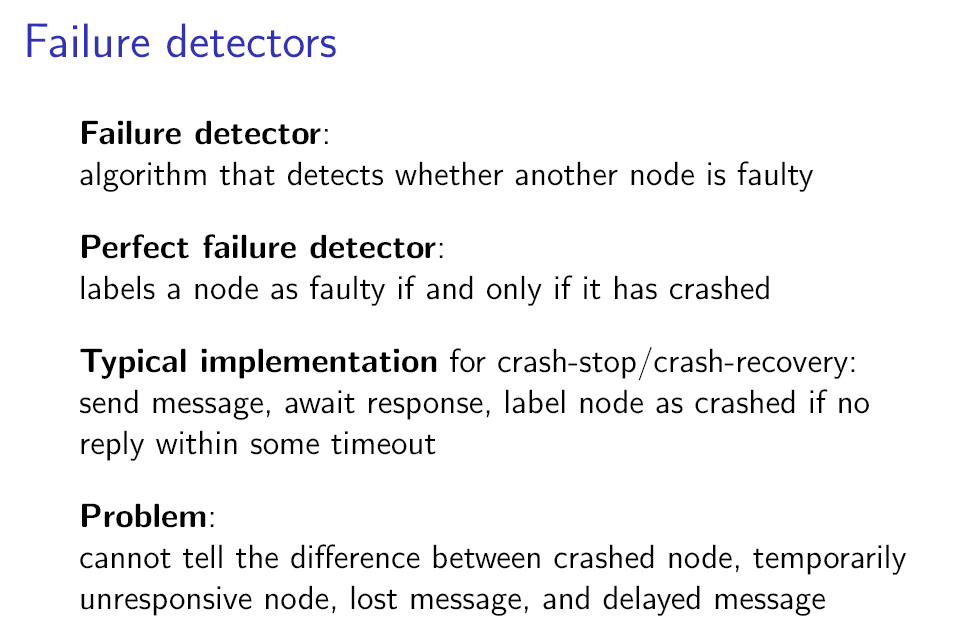 Failure detectors
Failure detector:
algorithm that detects whether another node is faulty
Perfect failure detector:
labels a node as faulty if and only if it has crashed
Typical implementation for crash-stop/crash-recovery:
send message, await response, label node as crashed if no
reply within some timeout
Problem:
cannot tell the difference between crashed node, temporarily
unresponsive node, lost message, and delayed message